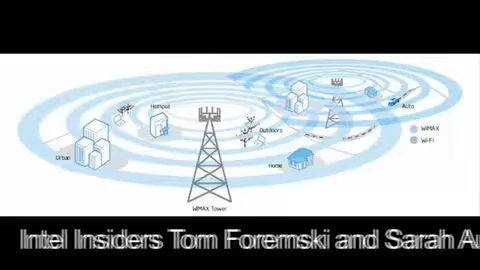 Hotspot
Auto
Outdoors
WiMAX
Wi-Fi
Urban
Home
WiMAX Tower
Intel Insiders Tom Foremski and Sarah